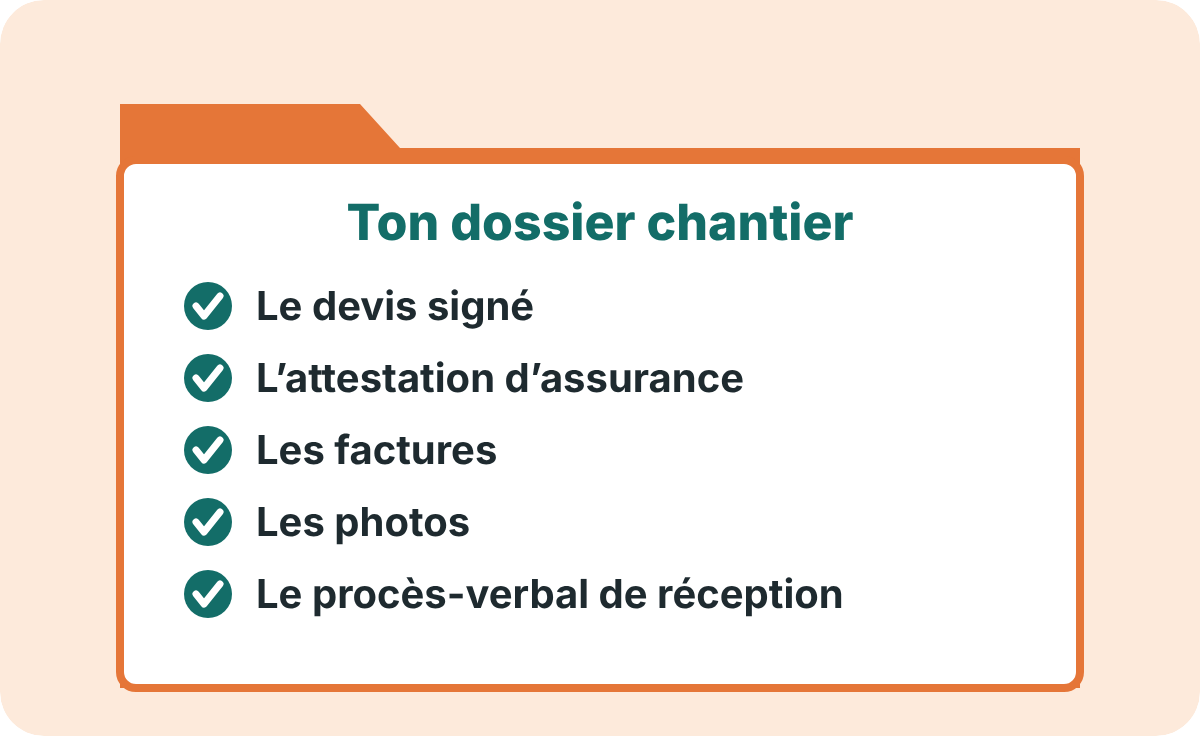 Ton dossier chantier
Le devis signé
L’attestation d’assurance
Les factures
Les photos
Le procès-verbal de réception